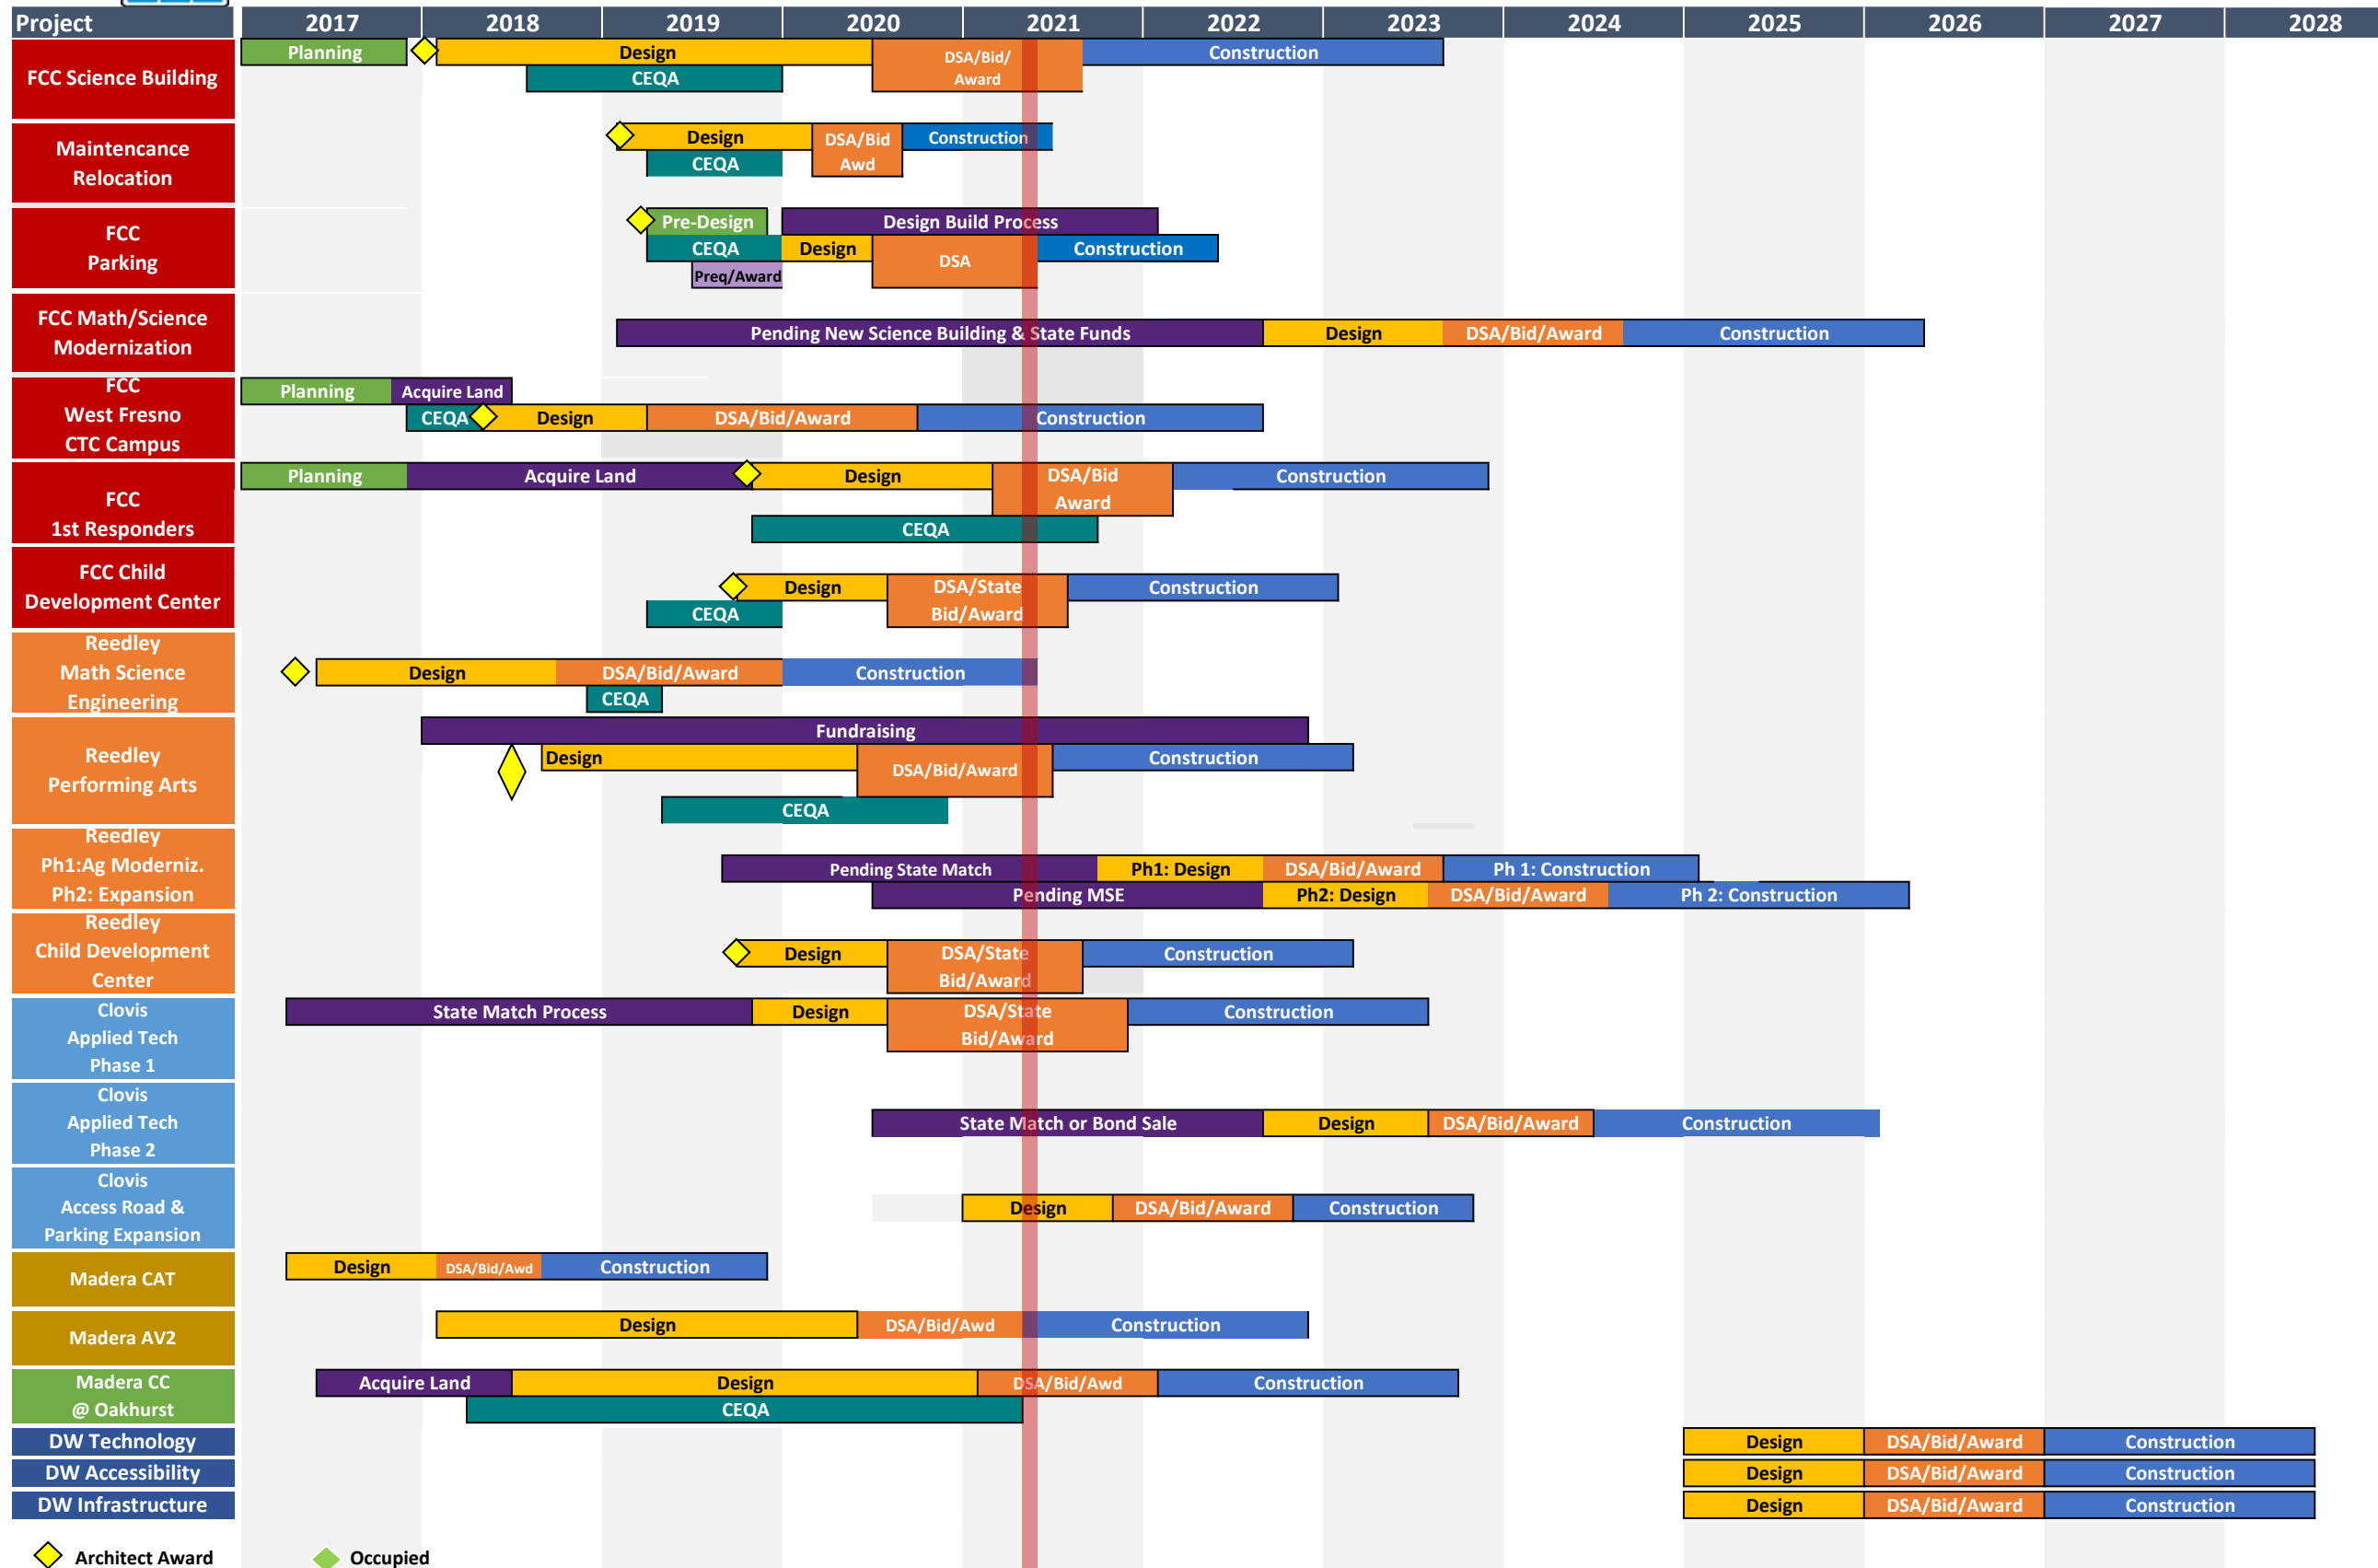 Project 2017 2018 2019 2020 2021 2022 2023 2024 2025 2026 2027 2028
FCC Science Building
Planning Design DSA/Bid/ Construction
CEQA Award
Maintencance
Relocation
Design DSA/Bid Construction
CEQA Awd
FCC
Parking
Pre-Design Design Build Process
CEQA Design DSA Construction
Preq/Award
FCC Math/Science
Modernization
Pending New Science Building & State Funds Design DSA/Bid/Award Construction
FCC
West Fresno
CTC Campus
Planning Acquire Land
CEQA Design DSA/Bid/Award Construction
FCC
1st Responders
Planning Acquire Land Design DSA/Bid Construction
Award
CEQA
FCC Child
Development Center
Design DSA/State Construction
CEQA Bid/Award
Reedley
Math Science
Engineering
Design DSA/Bid/Award Construction
CEQA
Reedley
Performing Arts
Fundraising
Design DSA/Bid/Award Construction
CEQA
Reedley
Ph1:Ag Moderniz.
Ph2: Expansion
Pending State Match Ph1: Design DSA/Bid/Award Ph 1: Construction
Pending MSE Ph2: Design DSA/Bid/Award Ph 2: Construction
Reedley
Child Development
Center
Design DSA/State Construction
Bid/Award
Clovis
Applied Tech
Phase 1
State Match Process Design DSA/State Construction
Bid/Award
Clovis
Applied Tech
Phase 2
State Match or Bond Sale Design DSA/Bid/Award Construction
Clovis
Access Road &
Parking Expansion
Design DSA/Bid/Award Construction
Madera CAT
Design DSA/Bid/Awd Construction
Madera AV2
Design DSA/Bid/Awd Construction
Madera CC
@ Oakhurst
Acquire Land Design DSA/Bid/Awd Construction
CEQA
DW Technology Design DSA/Bid/Award Construction
DW Accessibility Design DSA/Bid/Award Construction
DW Infrastructure Design DSA/Bid/Award Construction
Architect Award Occupied